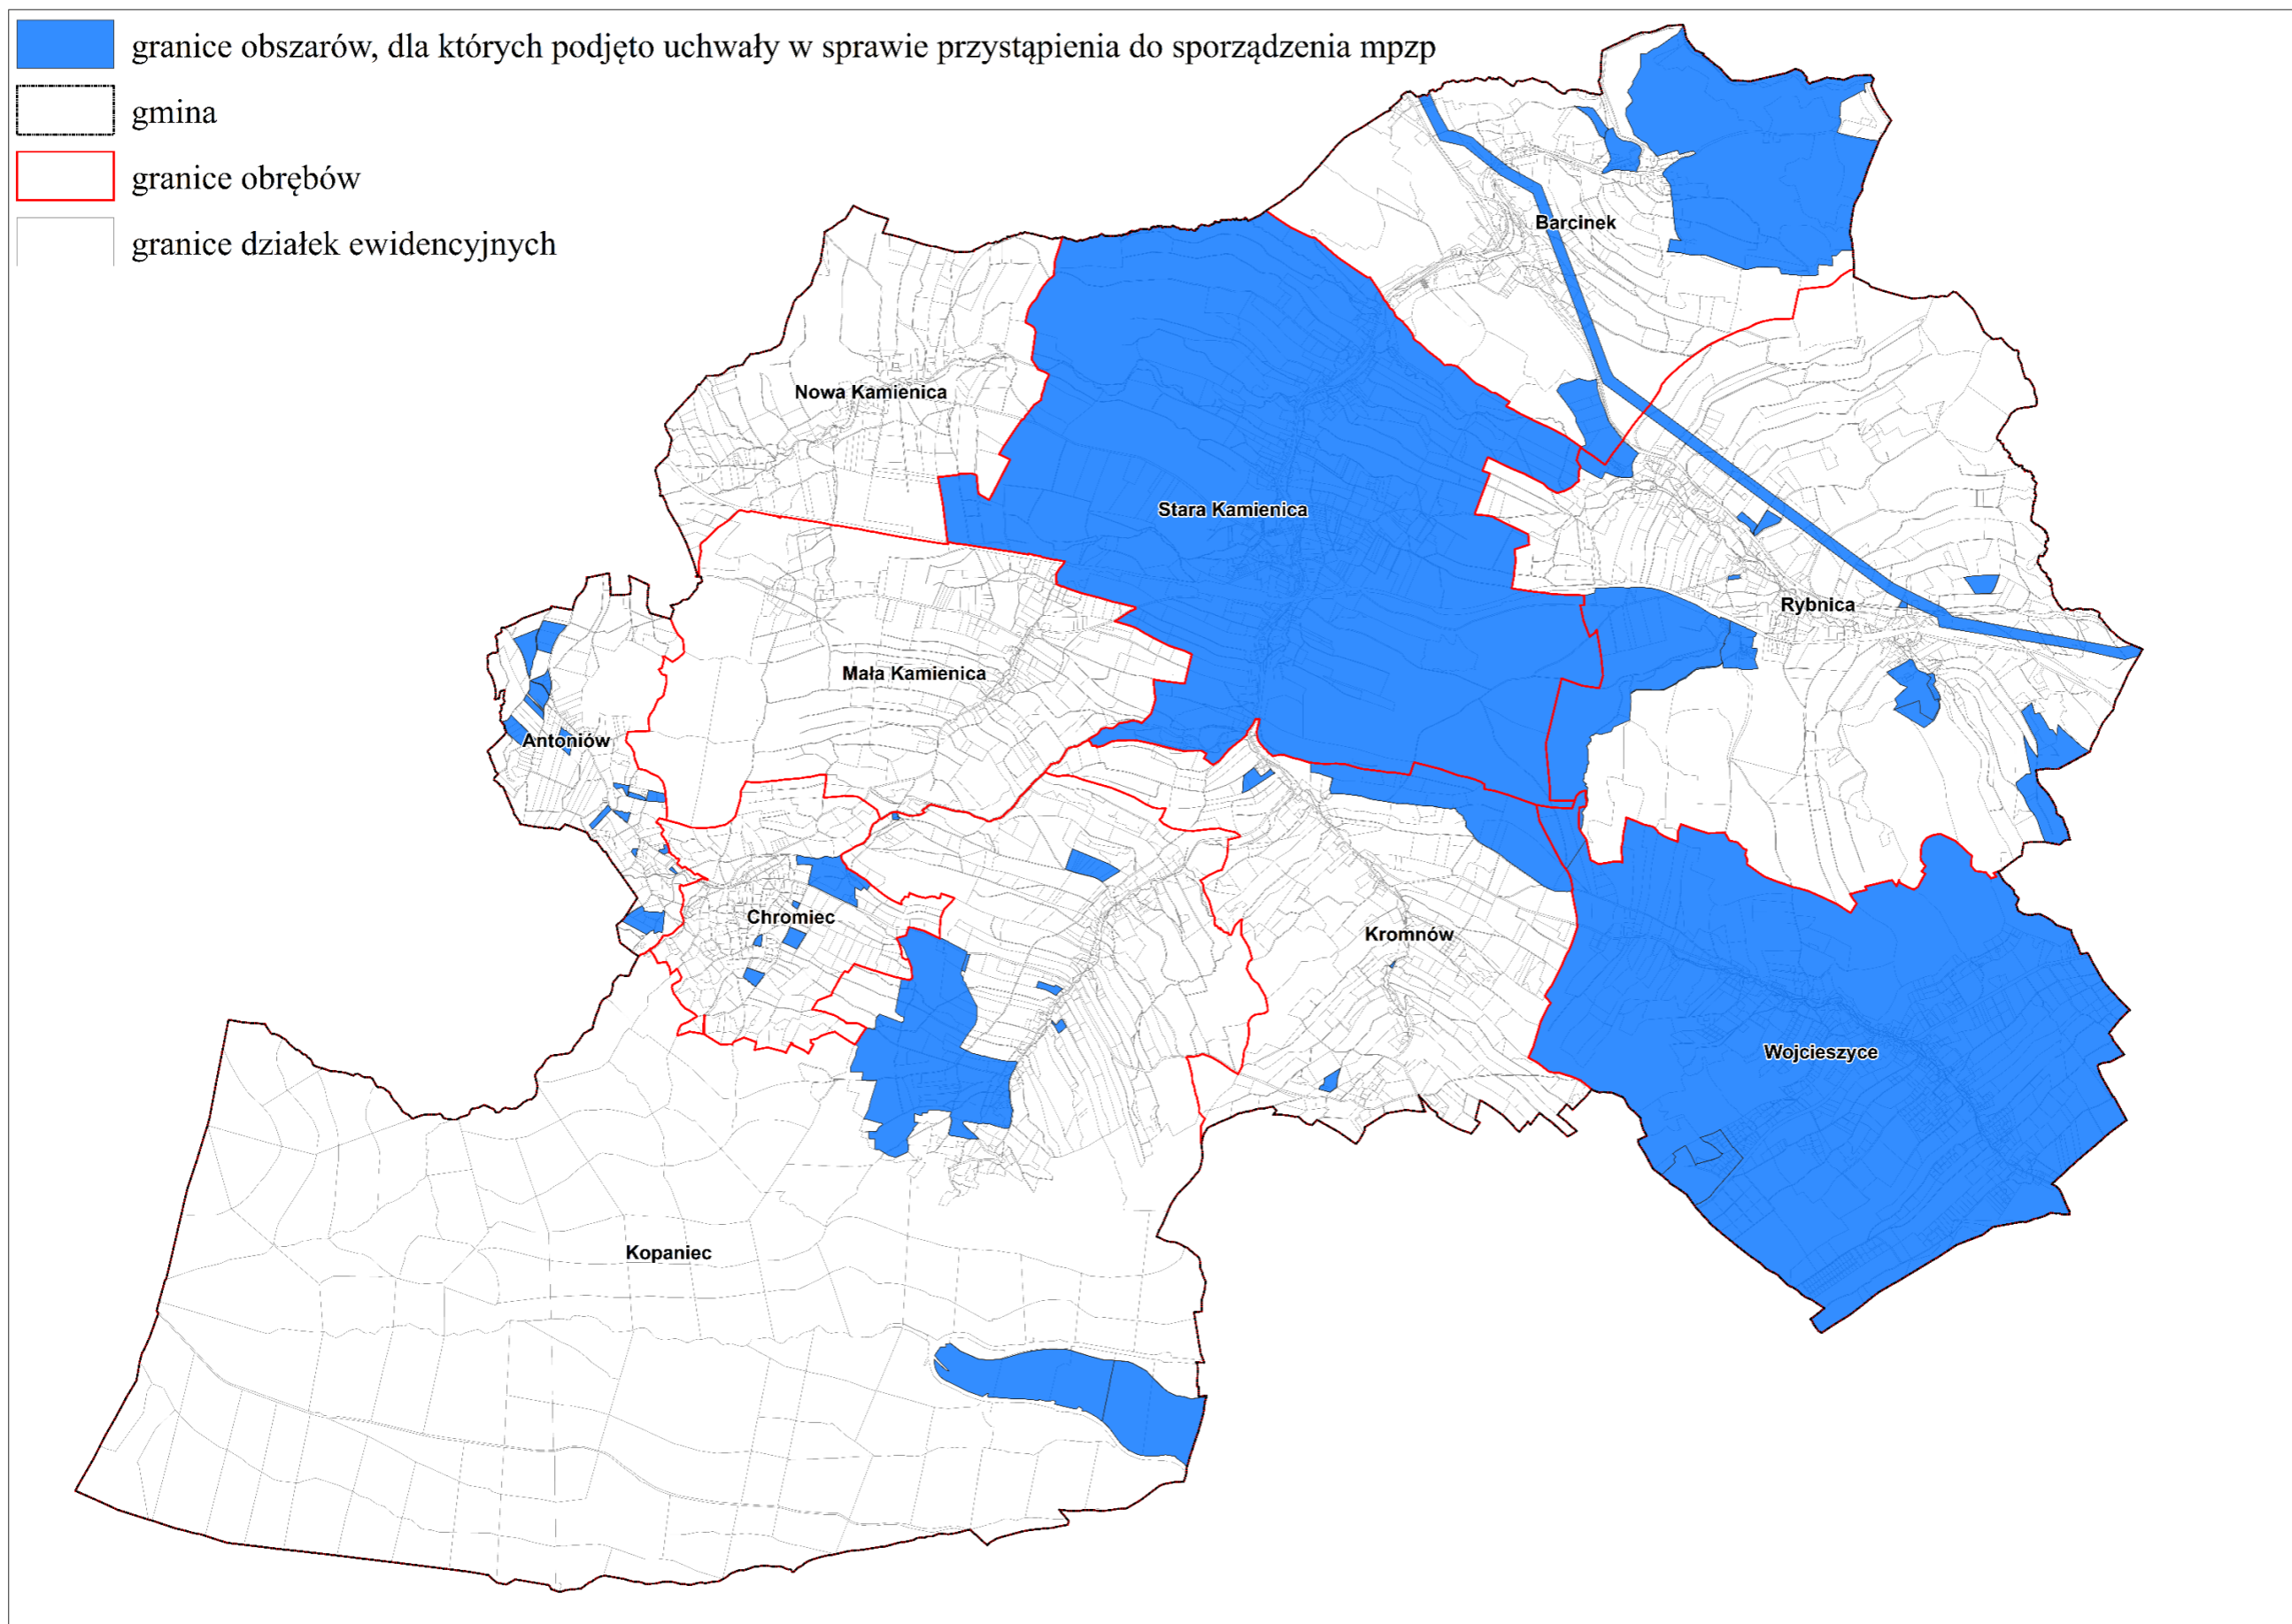 granice obszarów, dla których podjęto uchwały w sprawie przystąpienia do sporządzenia mpzp
gmina
granice obrębów
granice działek ewidencyjnych
Barcinek
Nowa Kamienica
Stara Kamienica
Rybnica
Mała Kamienica
Antoniów
Chromiec
Kromnów
Wojcieszyce
Kopaniec